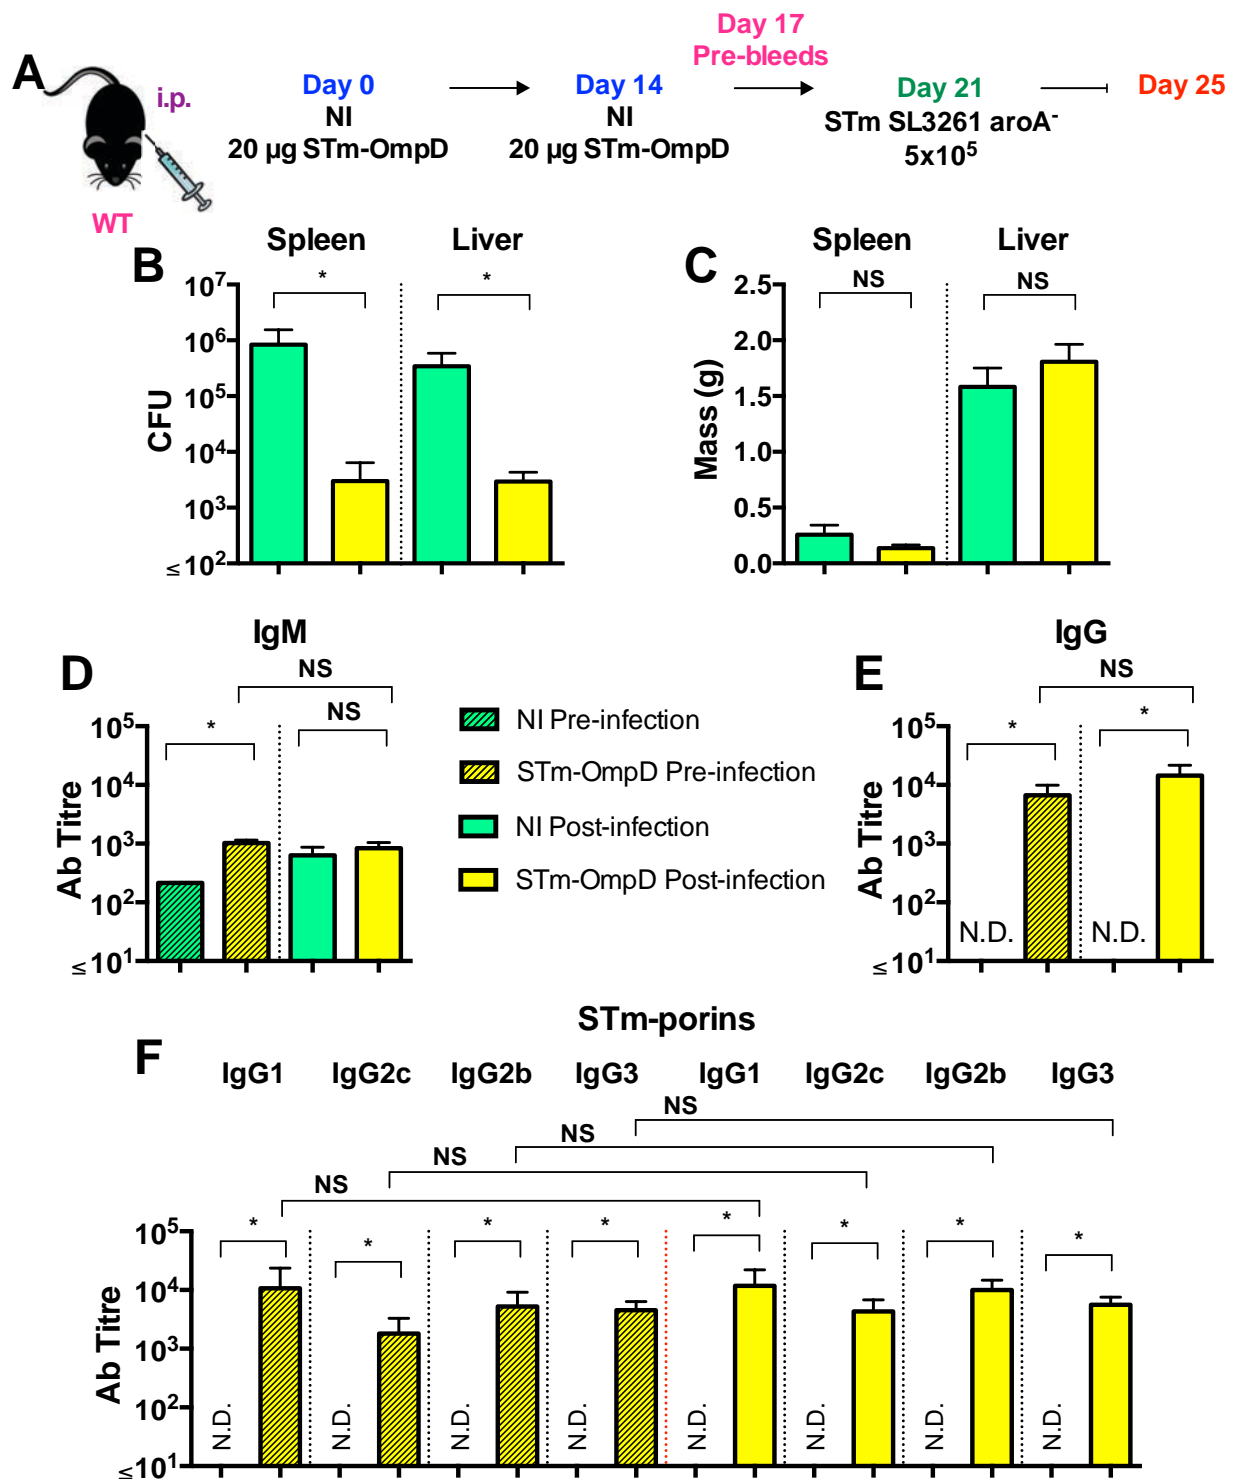 A
i.p.
WT
Day 17
Pre-bleeds
Day 0
Day 14
Day 21
Day 25
NI
NI
STm SL3261 aroA⁻
20 µg STm-OmpD
20 µg STm-OmpD
5x10⁵
B
Spleen
Liver
CFU
10⁷
10⁶
10⁵
10⁴
10³
≤ 10²
*
*
C
Spleen
Liver
Mass (g)
2.5
2.0
1.5
1.0
0.5
0.0
NS
NS
D
IgM
Ab Titre
10⁵
10⁴
10³
10²
≤ 10¹
NS
*
NS
NI Pre-infection
STm-OmpD Pre-infection
NI Post-infection
STm-OmpD Post-infection
E
IgG
Ab Titre
10⁵
10⁴
10³
10²
≤ 10¹
NS
*
*
N.D.
N.D.
STm-porins
F
IgG1
IgG2c
IgG2b
IgG3
IgG1
IgG2c
IgG2b
IgG3
NS
NS
NS
NS
Ab Titre
10⁵
10⁴
10³
10²
≤ 10¹
*
*
*
*
*
*
*
*
N.D.
N.D.
N.D.
N.D.
N.D.
N.D.
N.D.
N.D.